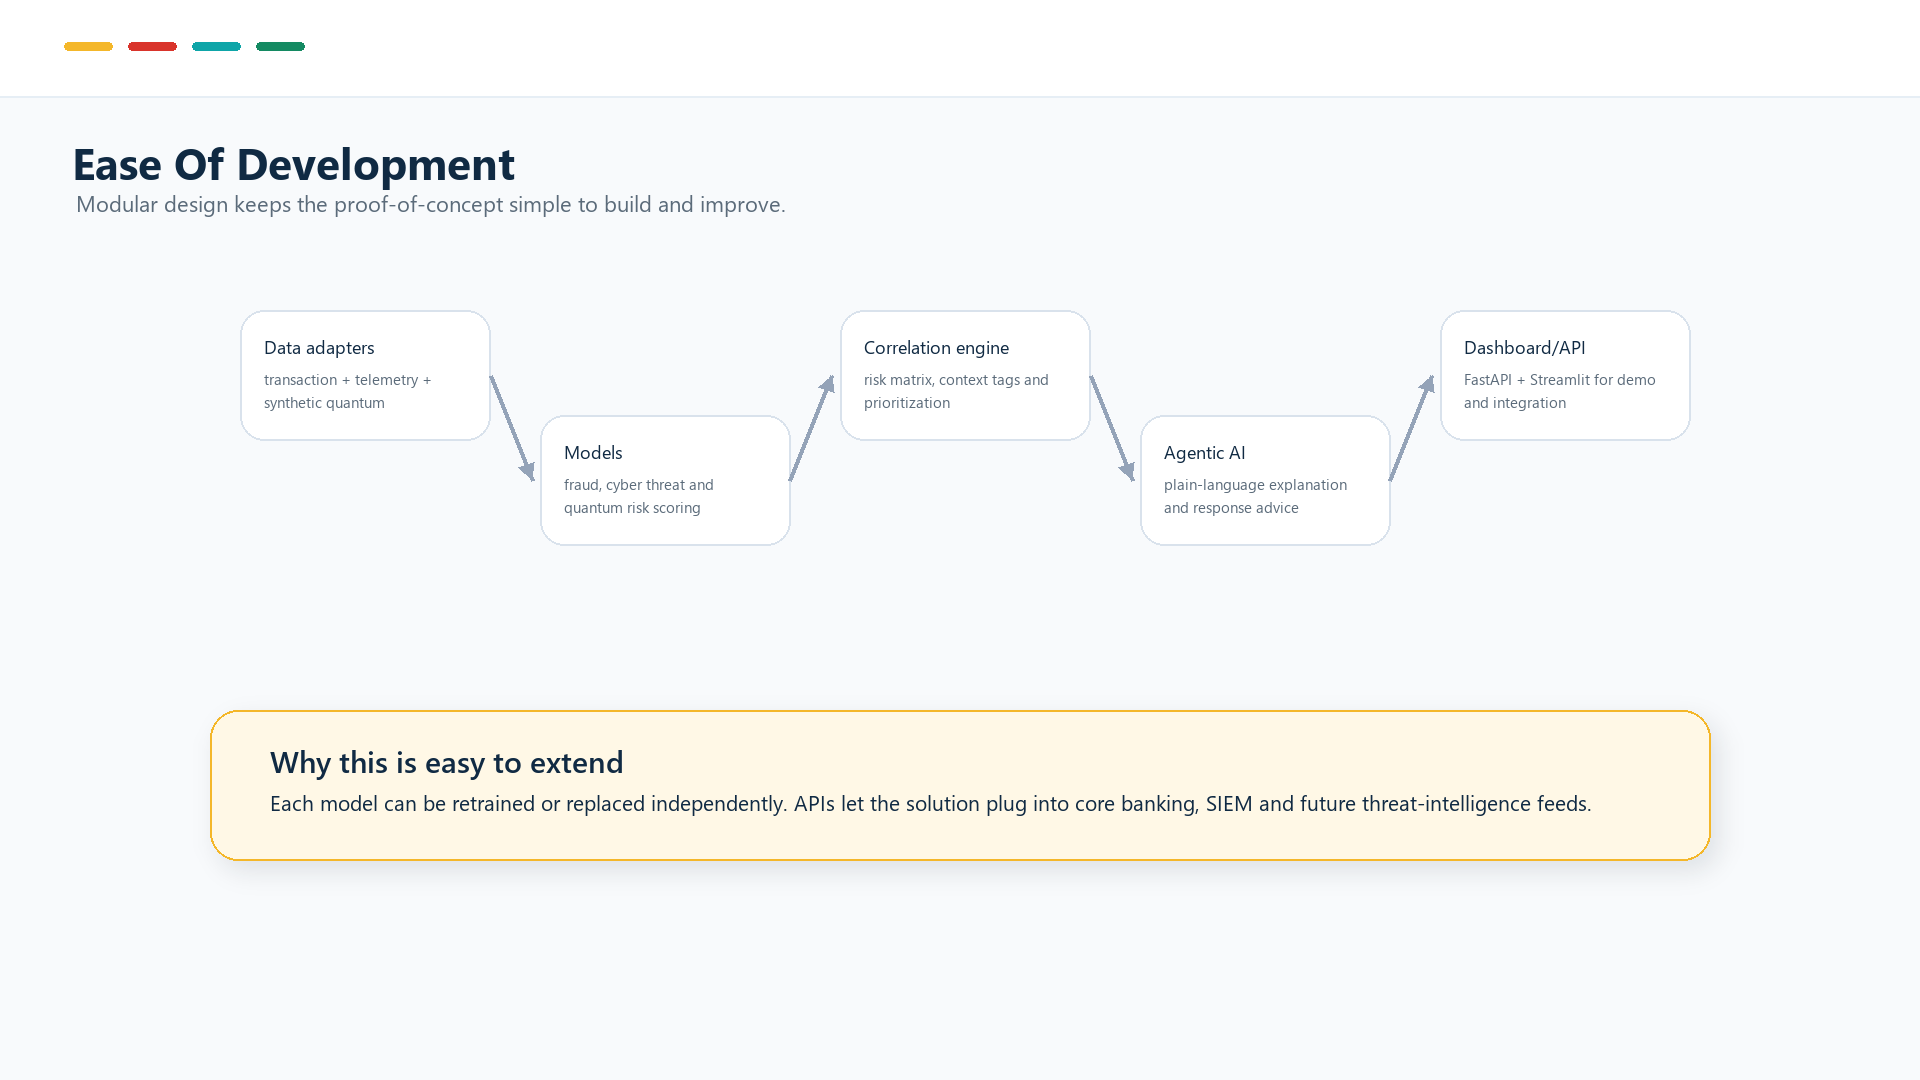 Ease Of Development
Modular design keeps the proof-of-concept simple to build and improve.
Data adapters
transaction + telemetry +
synthetic quantum
Models
fraud, cyber threat and
quantum risk scoring
Correlation engine
risk matrix, context tags and
prioritization
Agentic AI
plain-language explanation
and response advice
Dashboard/API
FastAPI + Streamlit for demo
and integration
Why this is easy to extend
Each model can be retrained or replaced independently. APIs let the solution plug into core banking, SIEM and future threat-intelligence feeds.